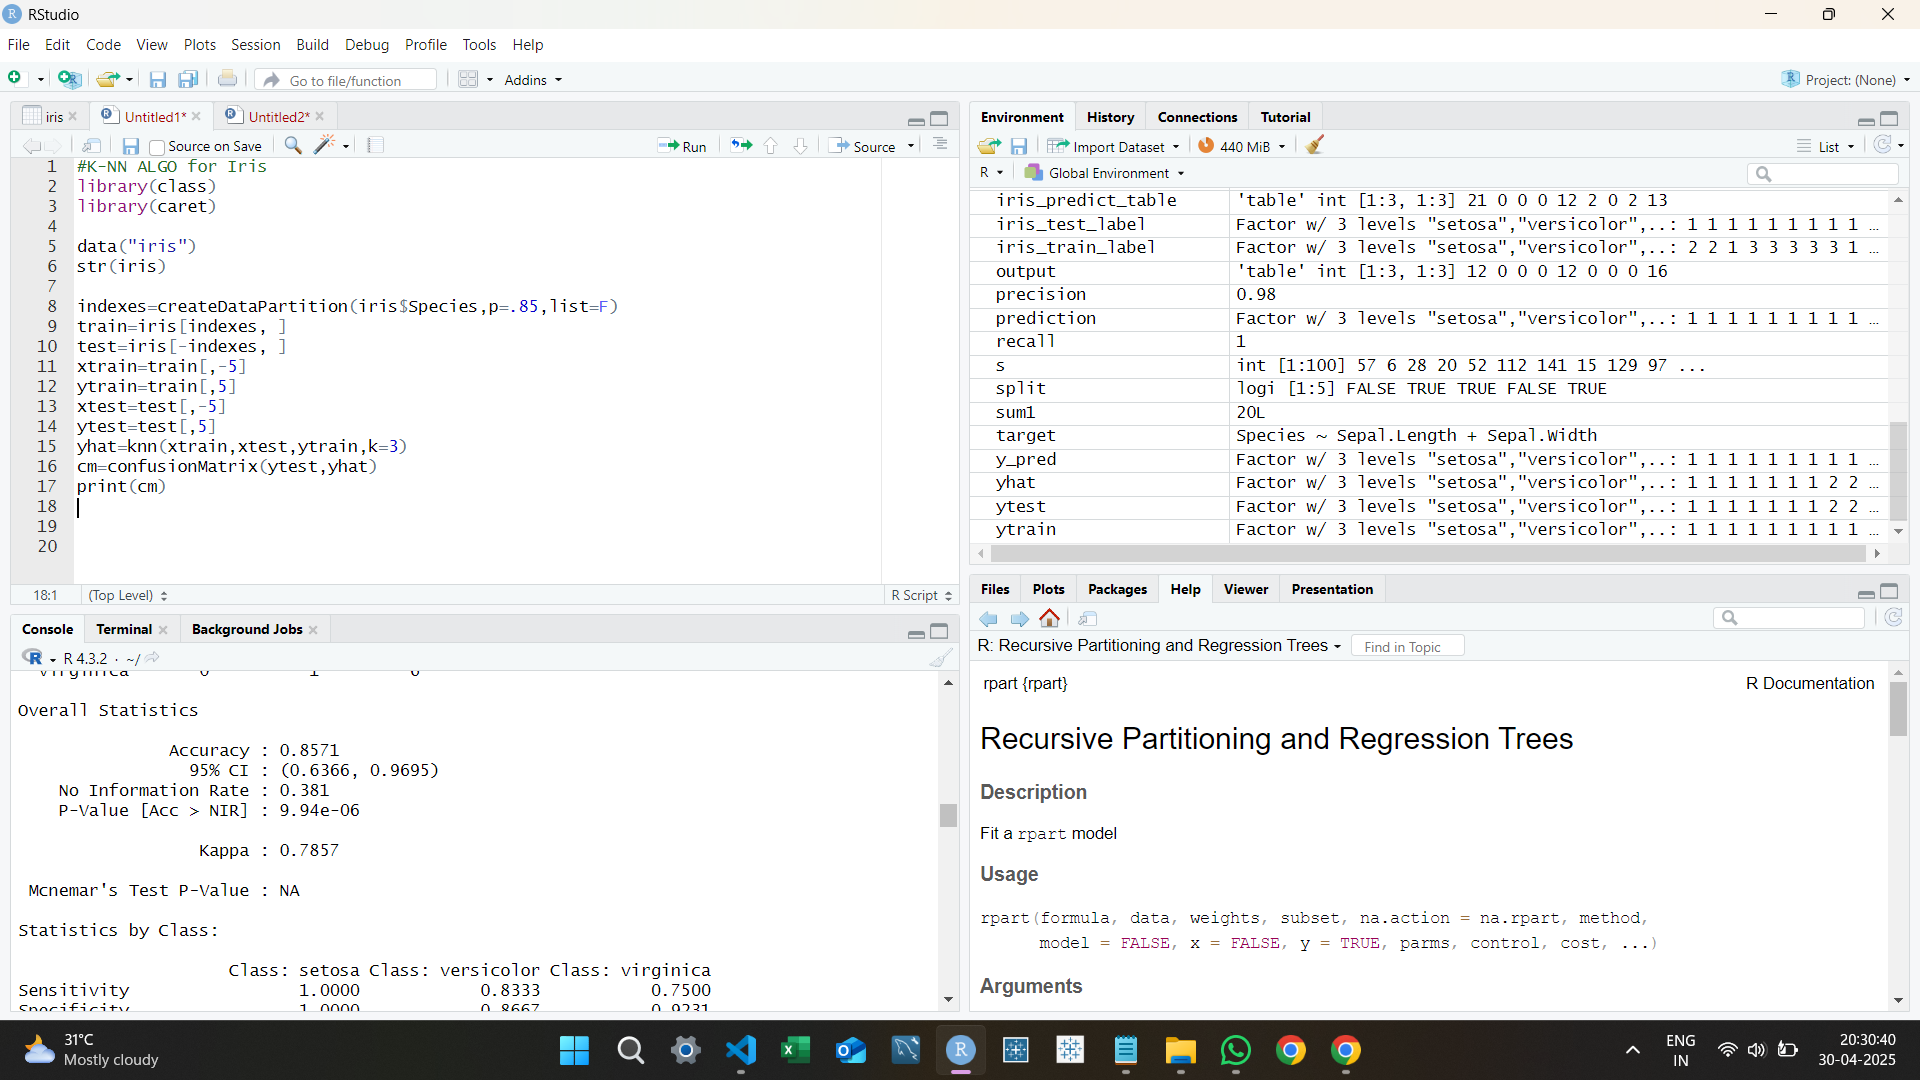 RStudio
File Edit Code View Plots Session Build Debug Profile Tools Help
Go to file/function Addins Project: (None)
iris Untitled1* Untitled2*
Source on Save Run Source
1 #K-NN ALGO for Iris
2 library(class)
3 library(caret)
4
5 data("iris")
6 str(iris)
7
8 indexes=createDataPartition(iris$Species,p=.85,list=F)
9 train=iris[indexes, ]
10 test=iris[-indexes, ]
11 xtrain=train[,-5]
12 ytrain=train[,5]
13 xtest=test[,-5]
14 ytest=test[,5]
15 yhat=knn(xtrain,xtest,ytrain,k=3)
16 cm=confusionMatrix(ytest,yhat)
17 print(cm)
18
19
20
18:1 (Top Level) R Script
Console Terminal Background Jobs
R 4.3.2 · ~/
virginica 0 1 6
Overall Statistics
Accuracy : 0.8571
95% CI : (0.6366, 0.9695)
No Information Rate : 0.381
P-Value [Acc > NIR] : 9.94e-06
Kappa : 0.7857
Mcnemar's Test P-Value : NA
Statistics by Class:
Class: setosa Class: versicolor Class: virginica
Sensitivity 1.0000 0.8333 0.7500
Specificity 1.0000 0.8667 0.9231
Environment History Connections Tutorial
Import Dataset 440 MiB List
R Global Environment
iris_predict_table 'table' int [1:3, 1:3] 21 0 0 0 12 2 0 2 13
iris_test_label Factor w/ 3 levels "setosa","versicolor",..: 1 1 1 1 1 1 1 1 1 …
iris_train_label Factor w/ 3 levels "setosa","versicolor",..: 2 2 1 3 3 3 3 3 1 …
output 'table' int [1:3, 1:3] 12 0 0 0 12 0 0 0 16
precision 0.98
prediction Factor w/ 3 levels "setosa","versicolor",..: 1 1 1 1 1 1 1 1 1 …
recall 1
s int [1:100] 57 6 28 20 52 112 141 15 129 97 ...
split logi [1:5] FALSE TRUE TRUE FALSE TRUE
sum1 20L
target Species ~ Sepal.Length + Sepal.Width
y_pred Factor w/ 3 levels "setosa","versicolor",..: 1 1 1 1 1 1 1 1 1 …
yhat Factor w/ 3 levels "setosa","versicolor",..: 1 1 1 1 1 1 1 2 2 …
ytest Factor w/ 3 levels "setosa","versicolor",..: 1 1 1 1 1 1 1 2 2 …
ytrain Factor w/ 3 levels "setosa","versicolor",..: 1 1 1 1 1 1 1 1 1 …
Files Plots Packages Help Viewer Presentation
R: Recursive Partitioning and Regression Trees Find in Topic
rpart {rpart} R Documentation
Recursive Partitioning and Regression Trees
Description
Fit a rpart model
Usage
rpart(formula, data, weights, subset, na.action = na.rpart, method,
model = FALSE, x = FALSE, y = TRUE, parms, control, cost, ...)
Arguments
31°C
Mostly cloudy
ENG
IN
20:30:40
30-04-2025